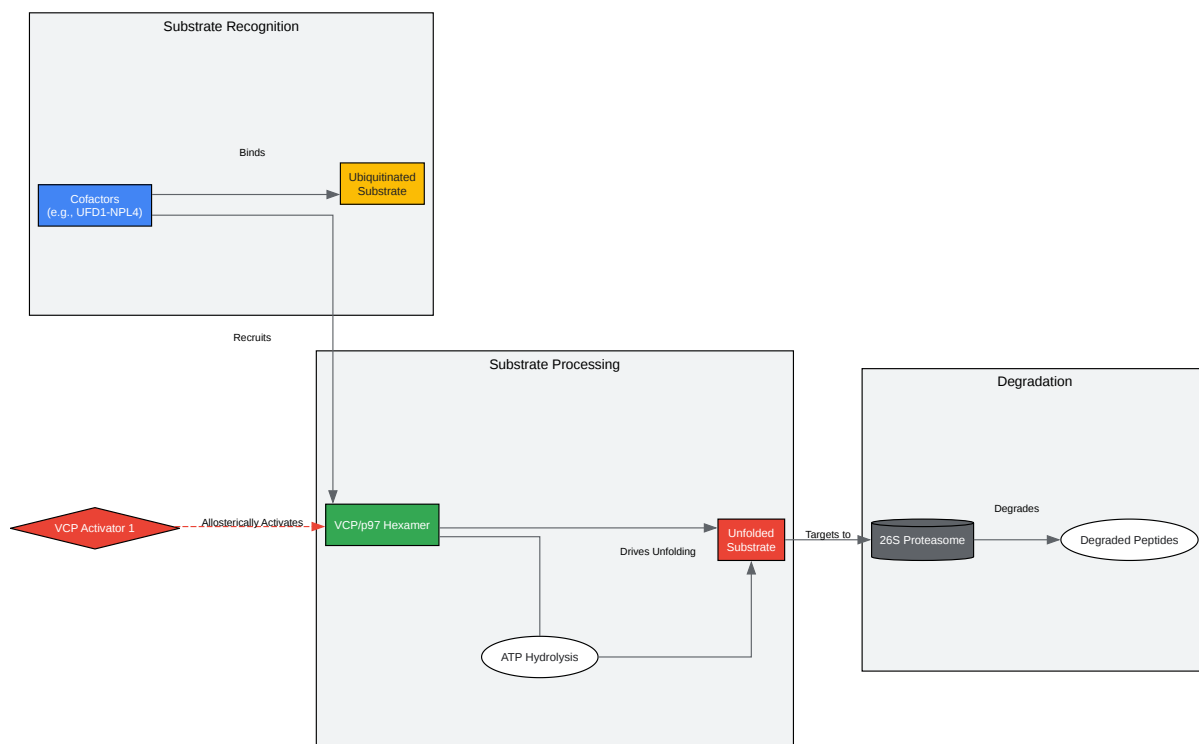 Substrate Recognition
Binds
Ubiquitinated
Substrate
Cofactors
(e.g., UFD1-NPL4)
Recruits
Substrate Processing
Degradation
VCP Activator 1
Allosterically Activates
VCP/p97 Hexamer
Drives Unfolding
Unfolded
Substrate
Targets to
26S Proteasome
Degrades
Degraded Peptides
ATP Hydrolysis